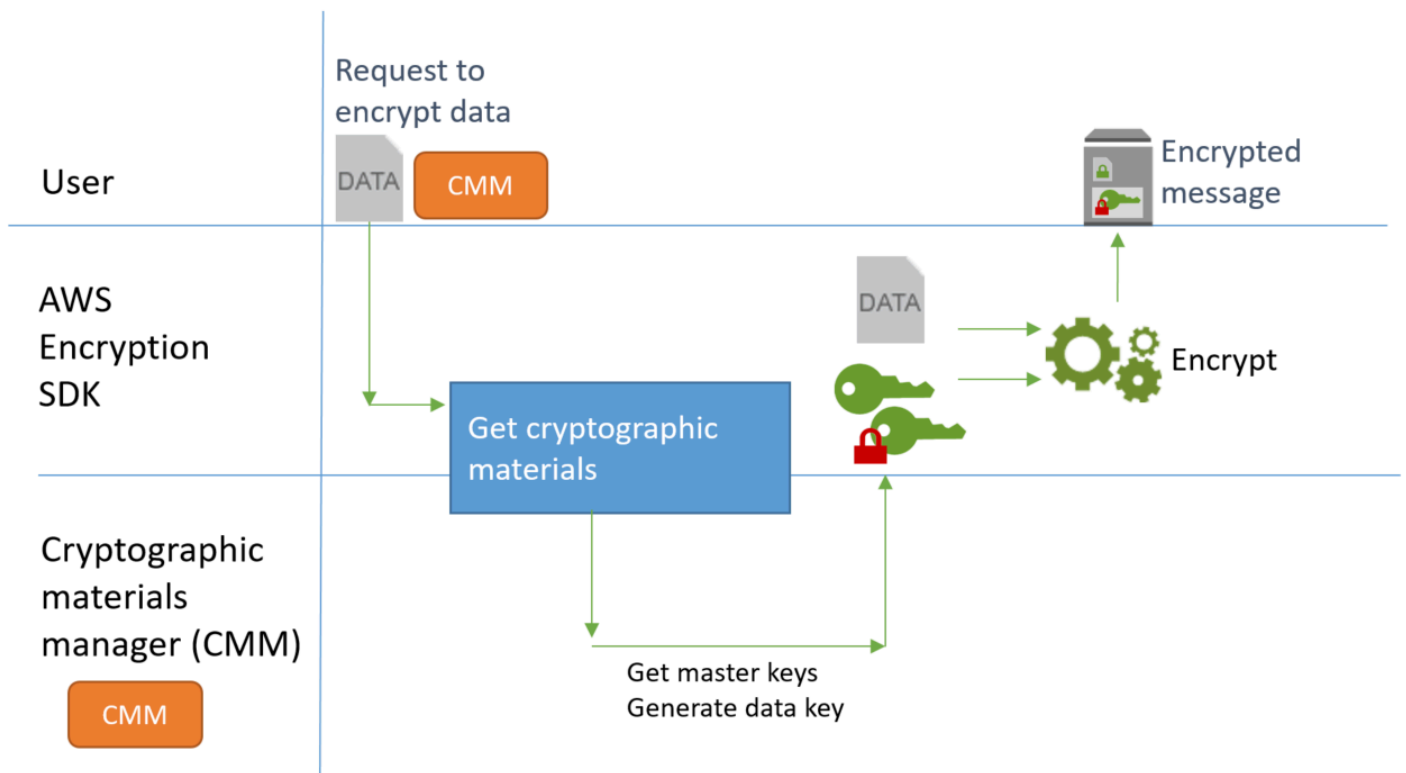 Request to
encrypt data
User
DATA
CMM
Encrypted
message
AWS
Encryption
SDK
DATA
Encrypt
Get cryptographic
materials
Cryptographic
materials
manager (CMM)
CMM
Get master keys
Generate data key